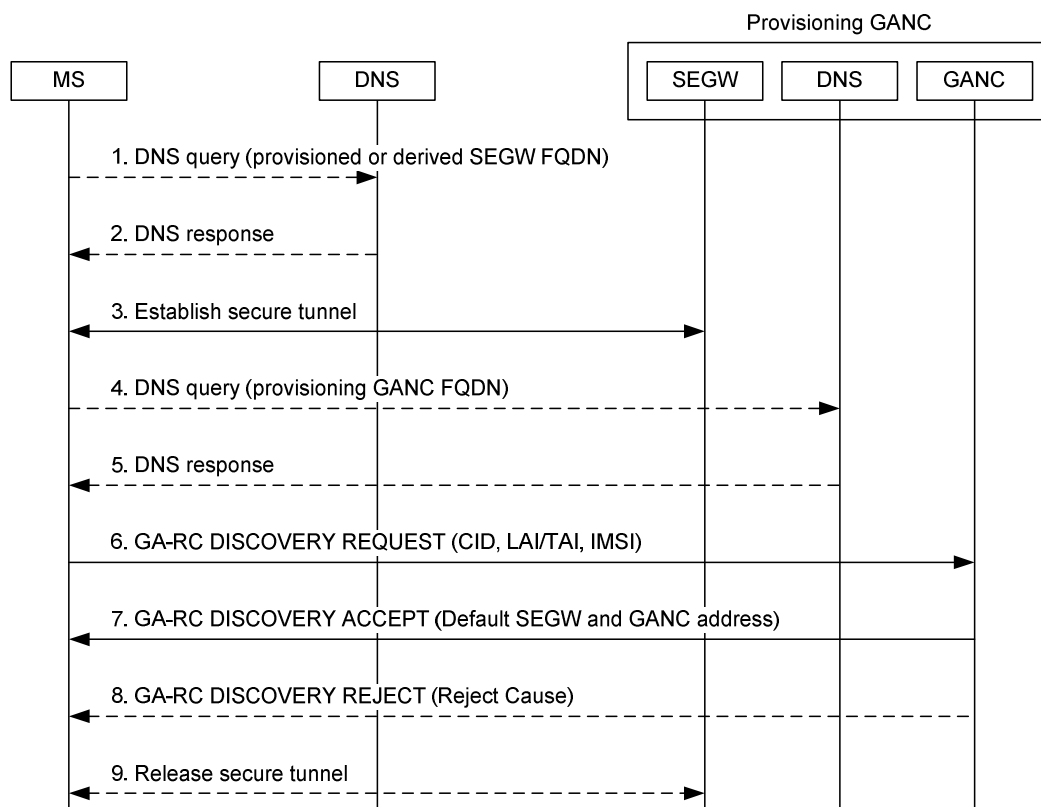 Provisioning GANC
MS
DNS
SEGW
DNS
GANC
1. DNS query (provisioned or derived SEGW FQDN)
2. DNS response
3. Establish secure tunnel
4. DNS query (provisioning GANC FQDN)
5. DNS response
6. GA-RC DISCOVERY REQUEST (CID, LAI/TAI, IMSI)
7. GA-RC DISCOVERY ACCEPT (Default SEGW and GANC address)
8. GA-RC DISCOVERY REJECT (Reject Cause)
9. Release secure tunnel